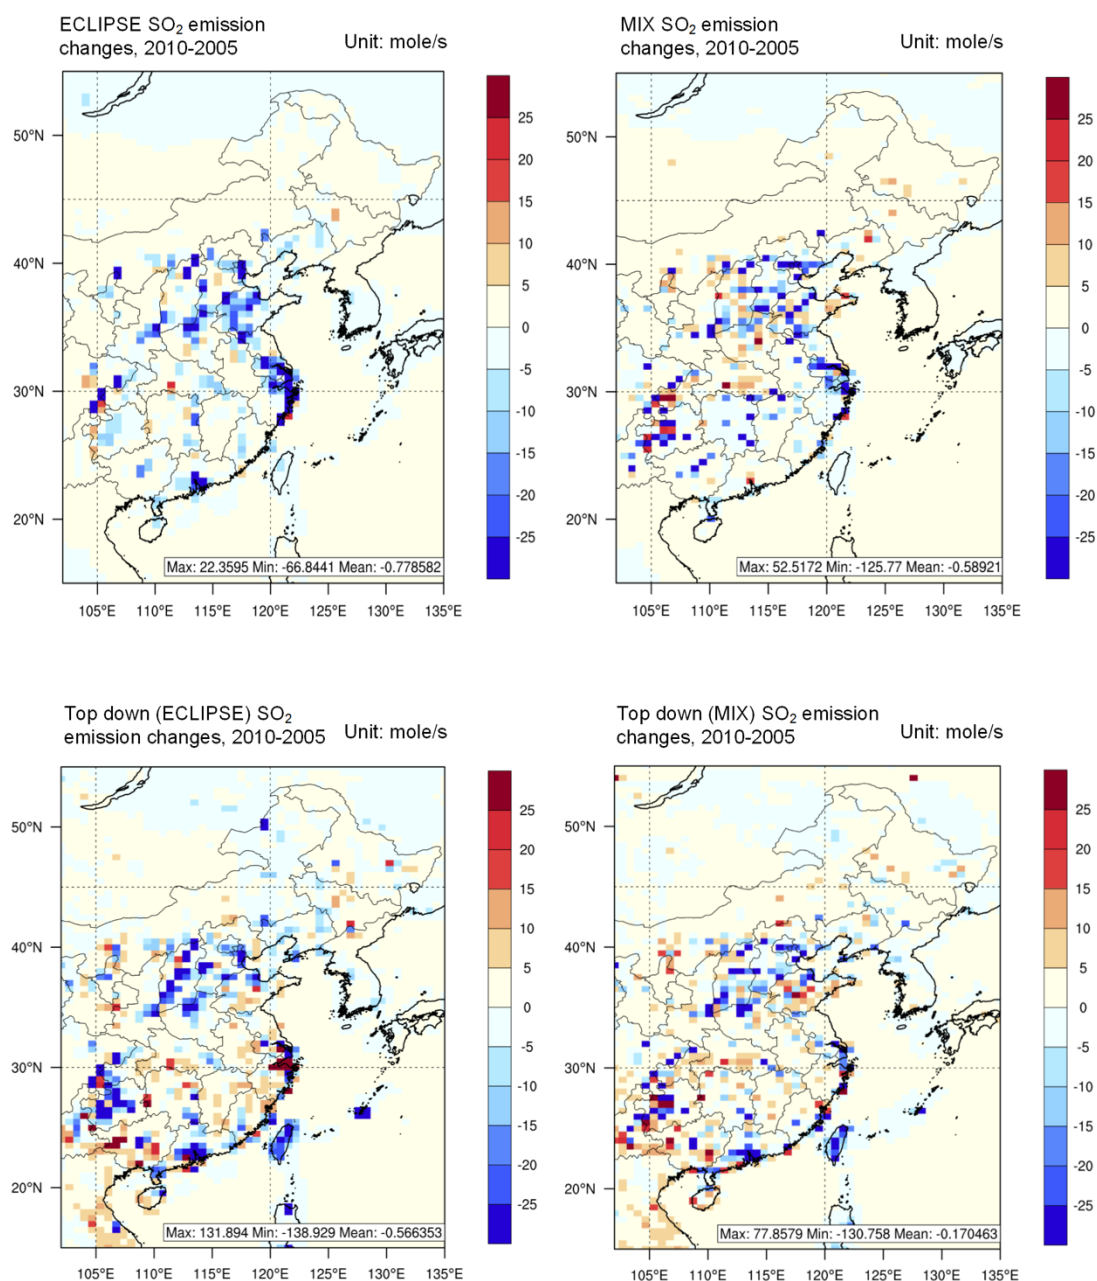 ECLIPSE SO₂ emission
changes, 2010-2005
Unit: mole/s
50°N
40°N
30°N
20°N
105°E 110°E 115°E 120°E 125°E 130°E 135°E
Max: 22.3595 Min: -66.8441 Mean: -0.778582
25
20
15
10
5
0
-5
-10
-15
-20
-25
MIX SO₂ emission
changes, 2010-2005
Unit: mole/s
50°N
40°N
30°N
20°N
105°E 110°E 115°E 120°E 125°E 130°E 135°E
Max: 52.5172 Min: -125.77 Mean: -0.58921
25
20
15
10
5
0
-5
-10
-15
-20
-25
Top down (ECLIPSE) SO₂
emission changes, 2010-2005
Unit: mole/s
50°N
40°N
30°N
20°N
105°E 110°E 115°E 120°E 125°E 130°E 135°E
Max: 131.894 Min: -138.929 Mean: -0.566353
25
20
15
10
5
0
-5
-10
-15
-20
-25
Top down (MIX) SO₂ emission
changes, 2010-2005
Unit: mole/s
50°N
40°N
30°N
20°N
105°E 110°E 115°E 120°E 125°E 130°E 135°E
Max: 77.8579 Min: -130.758 Mean: -0.170463
25
20
15
10
5
0
-5
-10
-15
-20
-25